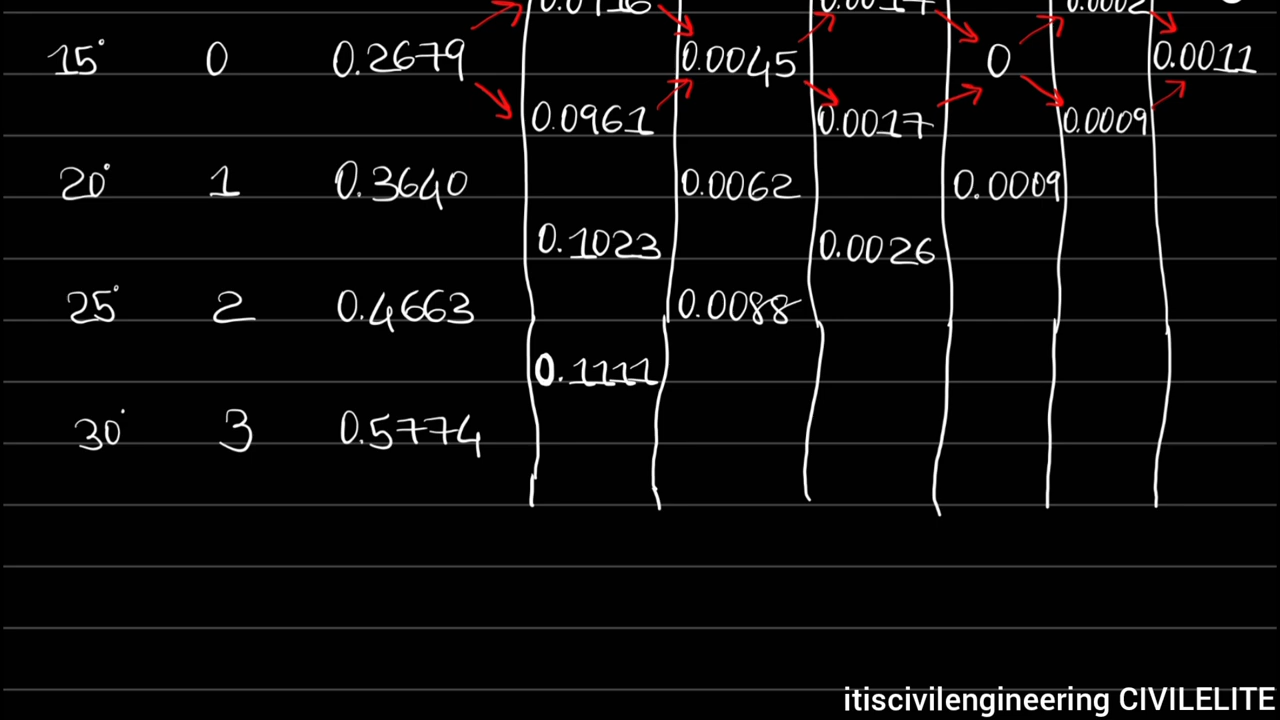 15° 0 0.2679 0.0045 0 0.0011
0.0961 0.0017 0.0009
20° 1 0.3640 0.0062 0.0009
0.1023 0.0026
25° 2 0.4663 0.0088
0.1111
30° 3 0.5774
itiscivilengineering CIVILELITE